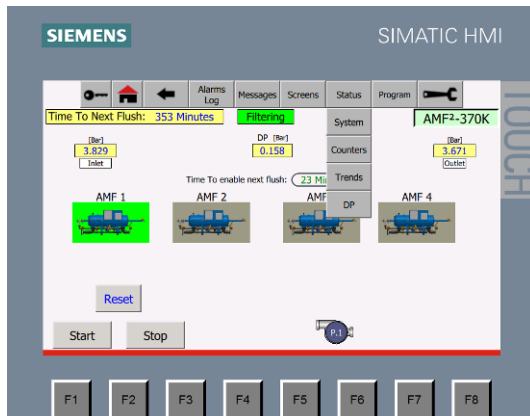 SIEMENS
SIMATIC HMI
TOUCH
Alarms Log
Messages
Screens
Status
Program
Time To Next Flush: 353 Minutes
Filtering
System
AMF²-370K
[Bar]
3.829
Inlet
DP [Bar]
0.158
Counters
[Bar]
3.671
Outlet
Time To enable next flush:
23 Mi
Trends
AMF 1
AMF 2
AMF
DP
AMF 4
Reset
Start
Stop
P.1
F1
F2
F3
F4
F5
F6
F7
F8